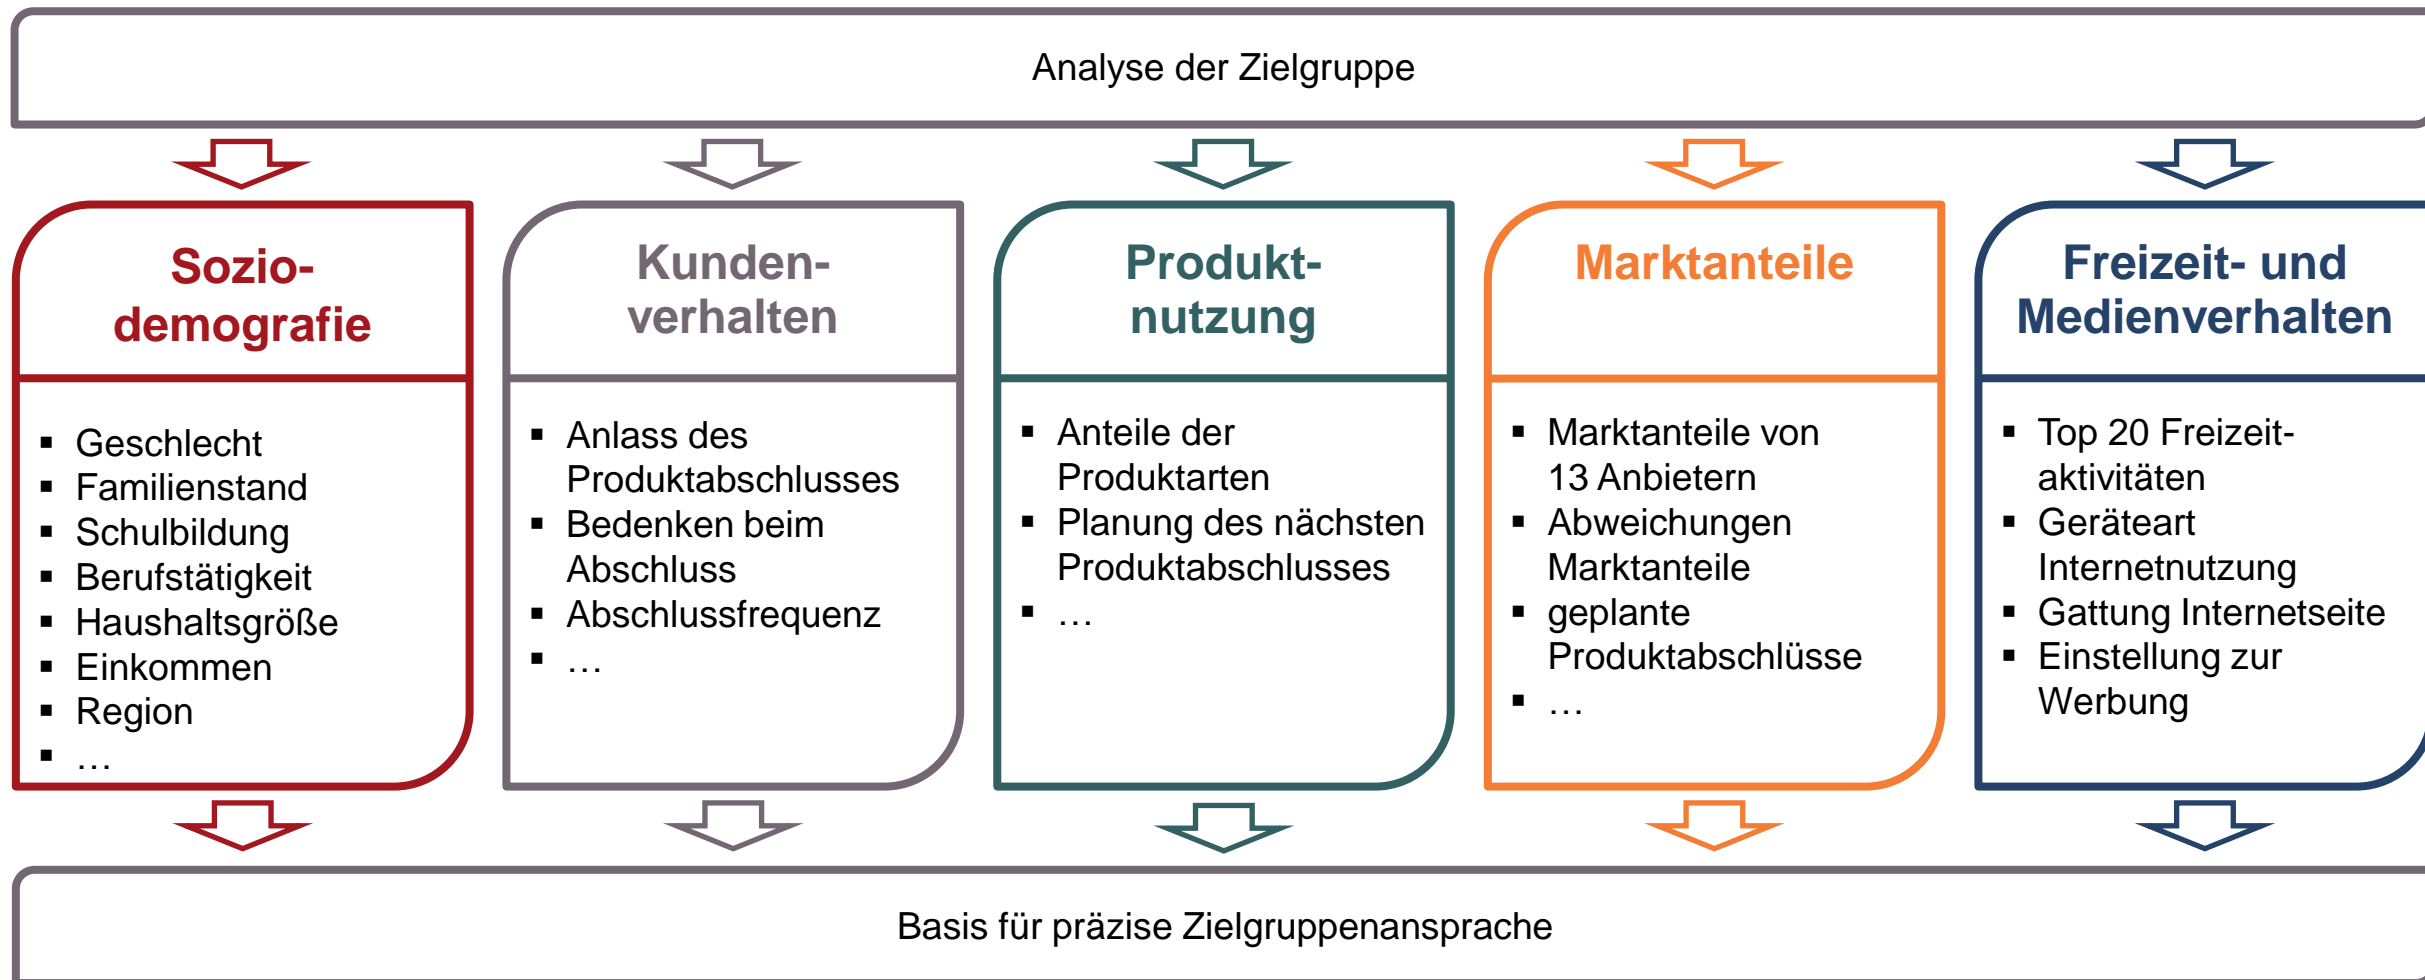 Analyse der Zielgruppe
Sozio-
demografie
▪ Geschlecht
▪ Familienstand
▪ Schulbildung
▪ Berufstätigkeit
▪ Haushaltsgröße
▪ Einkommen
▪ Region
▪ …
Kunden-
verhalten
▪ Anlass des
Produktabschlusses
▪ Bedenken beim
Abschluss
▪ Abschlussfrequenz
▪ …
Produkt-
nutzung
▪ Anteile der
Produktarten
▪ Planung des nächsten
Produktabschlusses
▪ …
Marktanteile
▪ Marktanteile von
13 Anbietern
▪ Abweichungen
Marktanteile
▪ geplante
Produktabschlüsse
▪ …
Freizeit- und
Medienverhalten
▪ Top 20 Freizeit-
aktivitäten
▪ Geräteart
Internetnutzung
▪ Gattung Internetseite
▪ Einstellung zur
Werbung
Basis für präzise Zielgruppenansprache